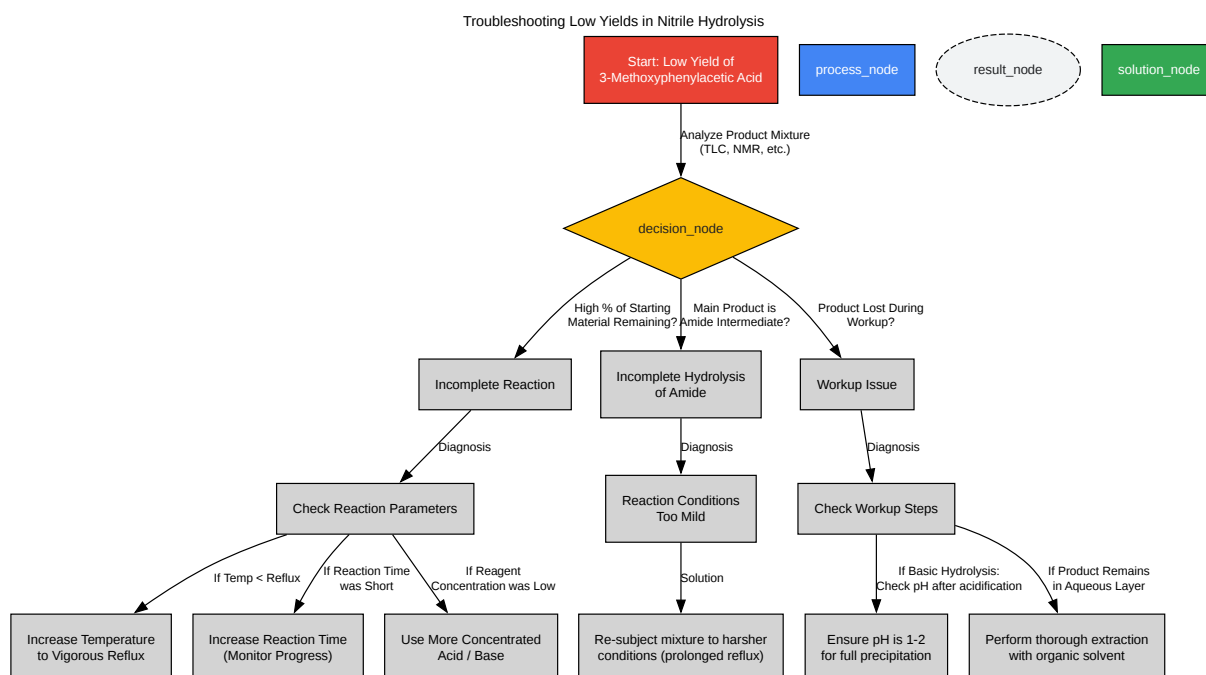 Troubleshooting Low Yields in Nitrile Hydrolysis
Start: Low Yield of
3-Methoxyphenylacetic Acid
process_node
result_node
solution_node
Analyze Product Mixture
(TLC, NMR, etc.)
decision_node
High % of Starting
Material Remaining?
Main Product is
Amide Intermediate?
Product Lost During
Workup?
Incomplete Reaction
Incomplete Hydrolysis
of Amide
Workup Issue
Diagnosis
Diagnosis
Diagnosis
Check Reaction Parameters
Reaction Conditions
Too Mild
Check Workup Steps
If Temp < Reflux
If Reaction Time
was Short
If Reagent
Concentration was Low
Solution
If Basic Hydrolysis:
Check pH after acidification
If Product Remains
in Aqueous Layer
Increase Temperature
to Vigorous Reflux
Increase Reaction Time
(Monitor Progress)
Use More Concentrated
Acid / Base
Re-subject mixture to harsher
conditions (prolonged reflux)
Ensure pH is 1-2
for full precipitation
Perform thorough extraction
with organic solvent